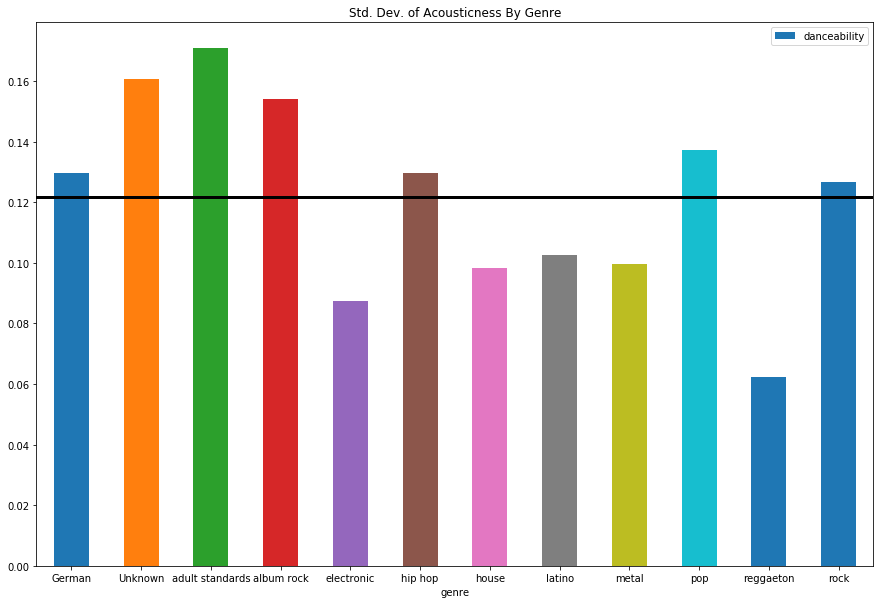 Std. Dev. of Acousticness By Genre
danceability
0.16
0.14
0.12
0.10
0.08
0.06
0.04
0.02
0.00
German Unknown adult standards album rock electronic hip hop house latino metal pop reggaeton rock
genre